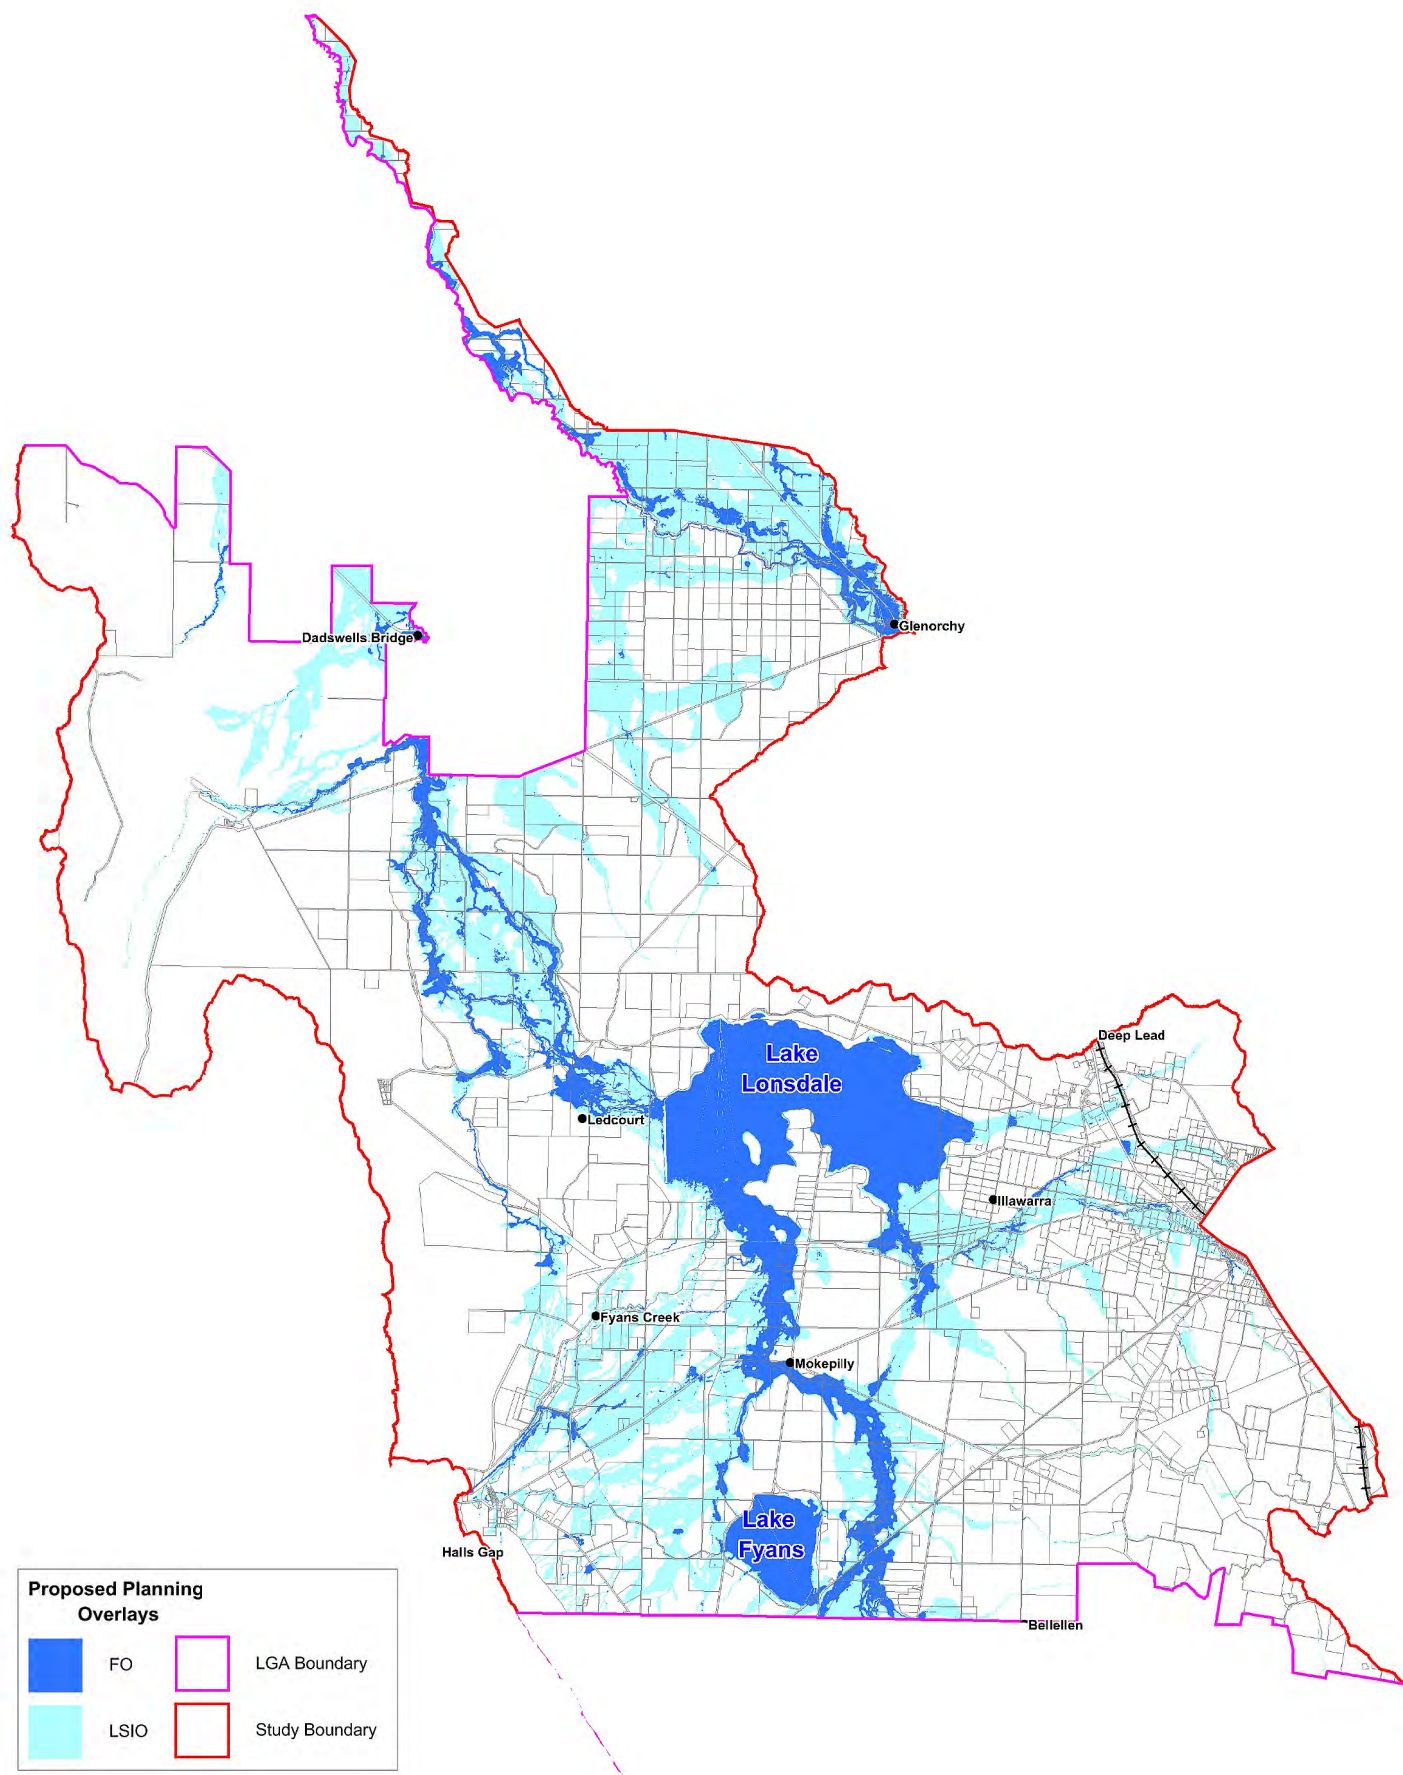 Glenorchy
Dadswells Bridge
Lake
Lonsdale
Deep Lead
Ledcourt
Illawarra
Fyans Creek
Mokepilly
Lake
Fyans
Halls Gap
Bellellen
Proposed Planning
Overlays
FO
LGA Boundary
LSIO
Study Boundary